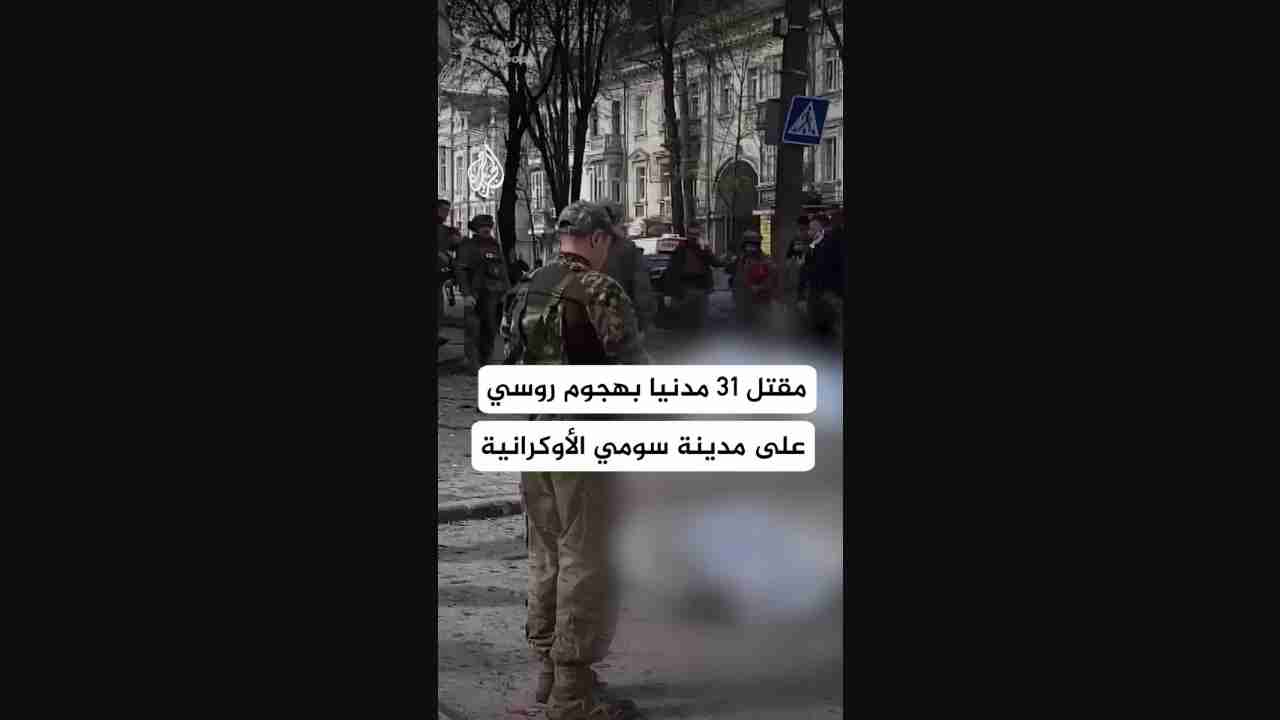 مقتل 31 مدنيا بهجوم روسي
على مدينة سومي الأوكرانية